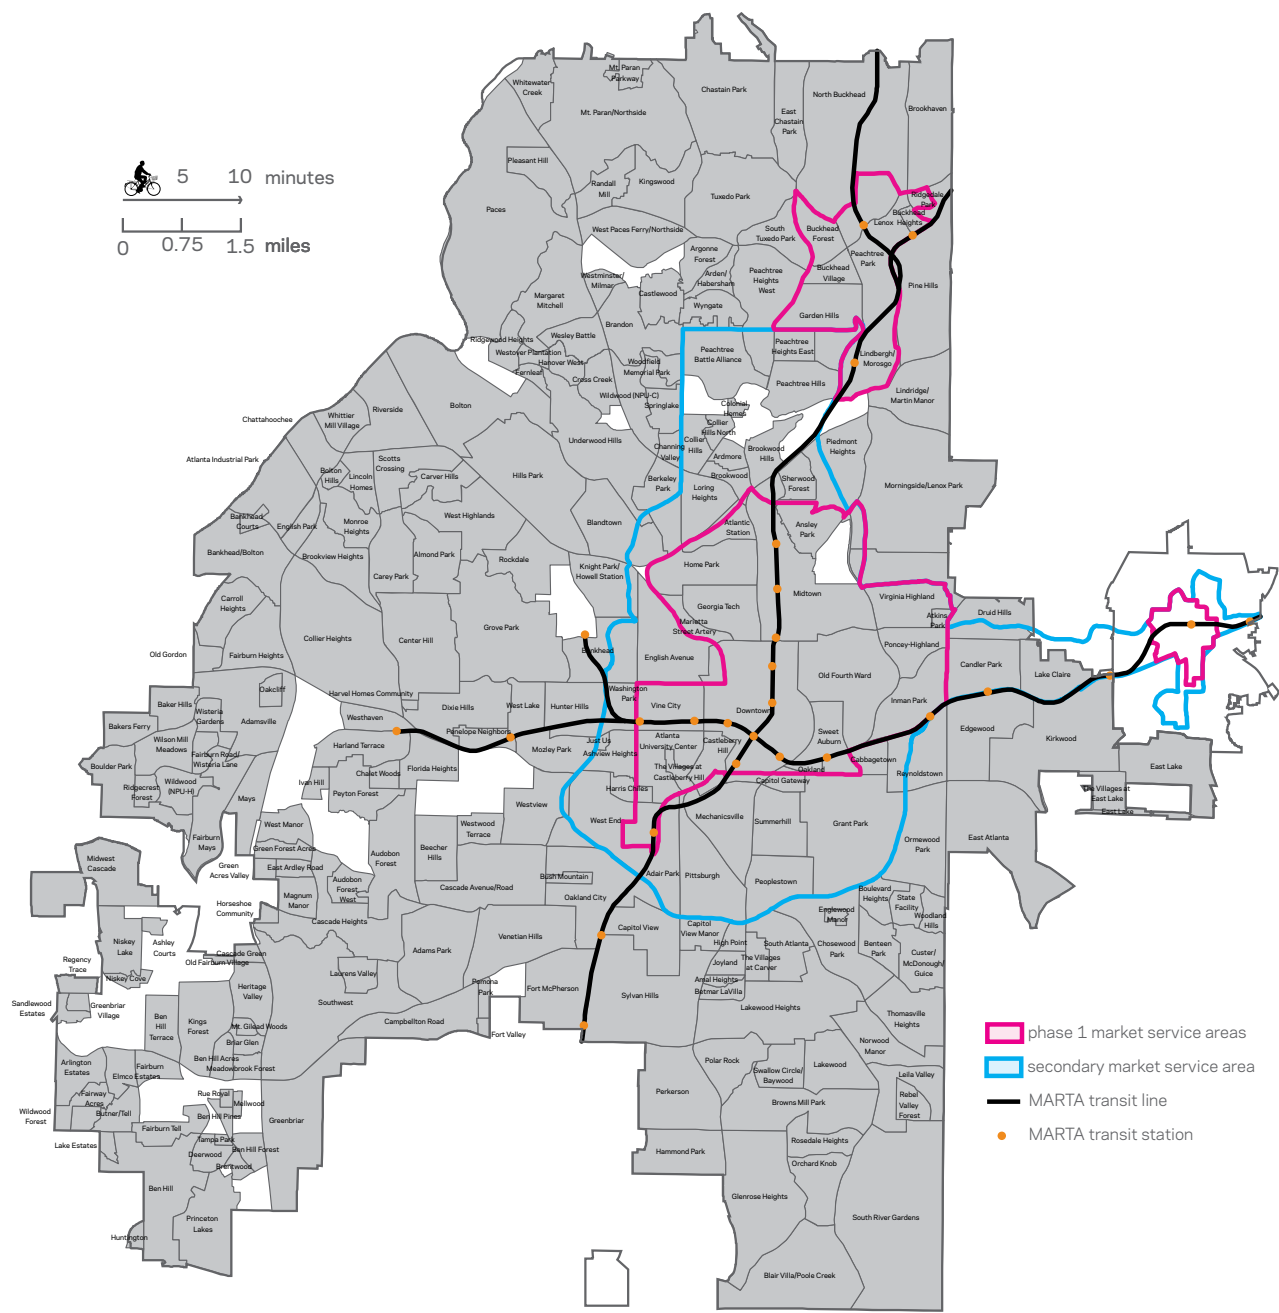 Mt. Paran
Parkway
Whitewater
Creek
Chastain Park
North Buckhead
Brookhaven
Mt. Paran/Northside
East
Chastain
Park
Pleasant Hill
Randall
Mill
Kingswood
Tuxedo Park
Paces
West Paces Ferry/Northside
South
Tuxedo Park
Buckhead
Forest
Ridgedale
Park
Buckhead
Heights
Lenox
5
10
minutes
0
0.75
1.5
miles
Argonne
Forest
Arden/
Habersham
Peachtree
Heights
West
Buckhead
Village
Peachtree
Park
Pine Hills
Westminster/
Milmar
Castlewood
Wyngate
Garden Hills
Margaret
Mitchell
Brandon
Wesley Battle
Ridgewood Heights
Westover Plantation
Hanover West
Fernleaf
Cross Creek
Woodfield
Memorial Park
Wildwood (NPU-C)
Springlake
Peachtree
Battle Alliance
Peachtree
Heights East
Peachtree Hills
Lindbergh/
Morosgo
Lindridge/
Martin Manor
Colonial
Homes
Collier
Hills North
Collier
Hills
Ardmore
Brookwood
Brookwood
Hills
Piedmont
Heights
Channing
Valley
Underwood Hills
Bolton
Riverside
Whittier
Mill Village
Chattahoochee
Atlanta Industrial Park
Bolton
Hills
Lincoln
Homes
Scotts
Crossing
Carver Hills
Hills Park
Berkeley
Park
Loring
Heights
Sherwood
Forest
Morningside/Lenox Park
Bankhead
Courts
English Park
Monroe
Heights
West Highlands
Blandtown
Atlantic
Station
Ansley
Park
Bankhead/Bolton
Brookview Heights
Almond Park
Carey Park
Rockdale
Knight Park/
Howell Station
Home Park
Midtown
Virginia Highland
Carroll
Heights
Collier Heights
Center Hill
Grove Park
Georgia Tech
Marietta
Street Artery
Atkins
Park
Druid Hills
Old Gordon
Fairburn Heights
Bankhead
English Avenue
Poncey-Highland
Candler Park
Lake Claire
Old Fourth Ward
Oakcliff
Harvel Homes Community
Washington
Park
Baker Hills
Wisteria
Gardens
Adamsville
Westhaven
Dixie Hills
West Lake
Hunter Hills
Vine City
Downtown
Inman Park
Bakers Ferry
Wilson Mill
Meadows
Fairburn Road/
Wisteria Lane
Harland Terrace
Penelope Neighbors
Mozley Park
Just Us
Ashview Heights
Atlanta
University Center
Castleberry
Hill
Sweet
Auburn
Edgewood
Kirkwood
Boulder Park
Ridgecrest
Forest
Wildwood
(NPU-H)
Ivan Hill
Chalet Woods
Florida Heights
The Villages at
Castleberry Hill
Oakland
Cabbagetown
Capitol Gateway
Reynoldstown
East Lake
Peyton Forest
Harris Chiles
The Villages at
East Lake
East Lake
Mays
Westview
West End
Mechanicsville
Summerhill
Grant Park
East Atlanta
Fairburn
Mays
West Manor
Westwood
Terrace
Ormewood
Park
Green Forest Acres
Midwest
Cascade
Green
Acres Valley
East Ardley Road
Audobon
Forest
Beecher
Hills
Bush Mountain
Adair Park
Pittsburgh
Peoplestown
Audobon
Forest
West
Cascade Avenue/Road
Oakland City
Boulevard
Heights
State
Facility
Horseshoe
Community
Magnum
Manor
Cascade Heights
Englewood
Manor
Woodland
Hills
Niskey
Lake
Ashley
Courts
Adams Park
Venetian Hills
Capitol View
Capitol
View Manor
High Point
South Atlanta
Chosewood
Park
Benteen
Park
Custer/
McDonough/
Guice
Cascade Green
Old Fairburn Village
Regency
Trace
Niskey Cove
Laurens Valley
Joyland
The Villages
at Carver
Amal Heights
Betmar LaVilla
Pomona
Park
Fort McPherson
Sylvan Hills
Heritage
Valley
Southwest
Lakewood Heights
Sandlewood
Estates
Greenbriar
Village
Ben
Hill
Terrace
Kings
Forest
Mt. Gilead Woods
Briar Glen
Campbellton Road
Fort Valley
Thomasville
Heights
phase 1 market service areas
Norwood
Manor
Arlington
Estates
Fairburn
Elmco Estates
Ben Hill Acres
Meadowbrook Forest
Polar Rock
Swallow Circle/
Baywood
Lakewood
secondary market service area
Leila Valley
Fairway
Acres
Rue Royal
Mellwood
Perkerson
Browns Mill Park
Rebel
Valley
Forest
MARTA transit line
Wildwood
Forest
Butner/Tell
Ben Hill Pines
Greenbriar
Fairburn Tell
MARTA transit station
Lake Estates
Tampa Park
Deerwood
Ben Hill Forest
Brentwood
Hammond Park
Rosedale Heights
Orchard Knob
Ben Hill
Glenrose Heights
Princeton
Lakes
South River Gardens
Huntington
Blair Villa/Poole Creek